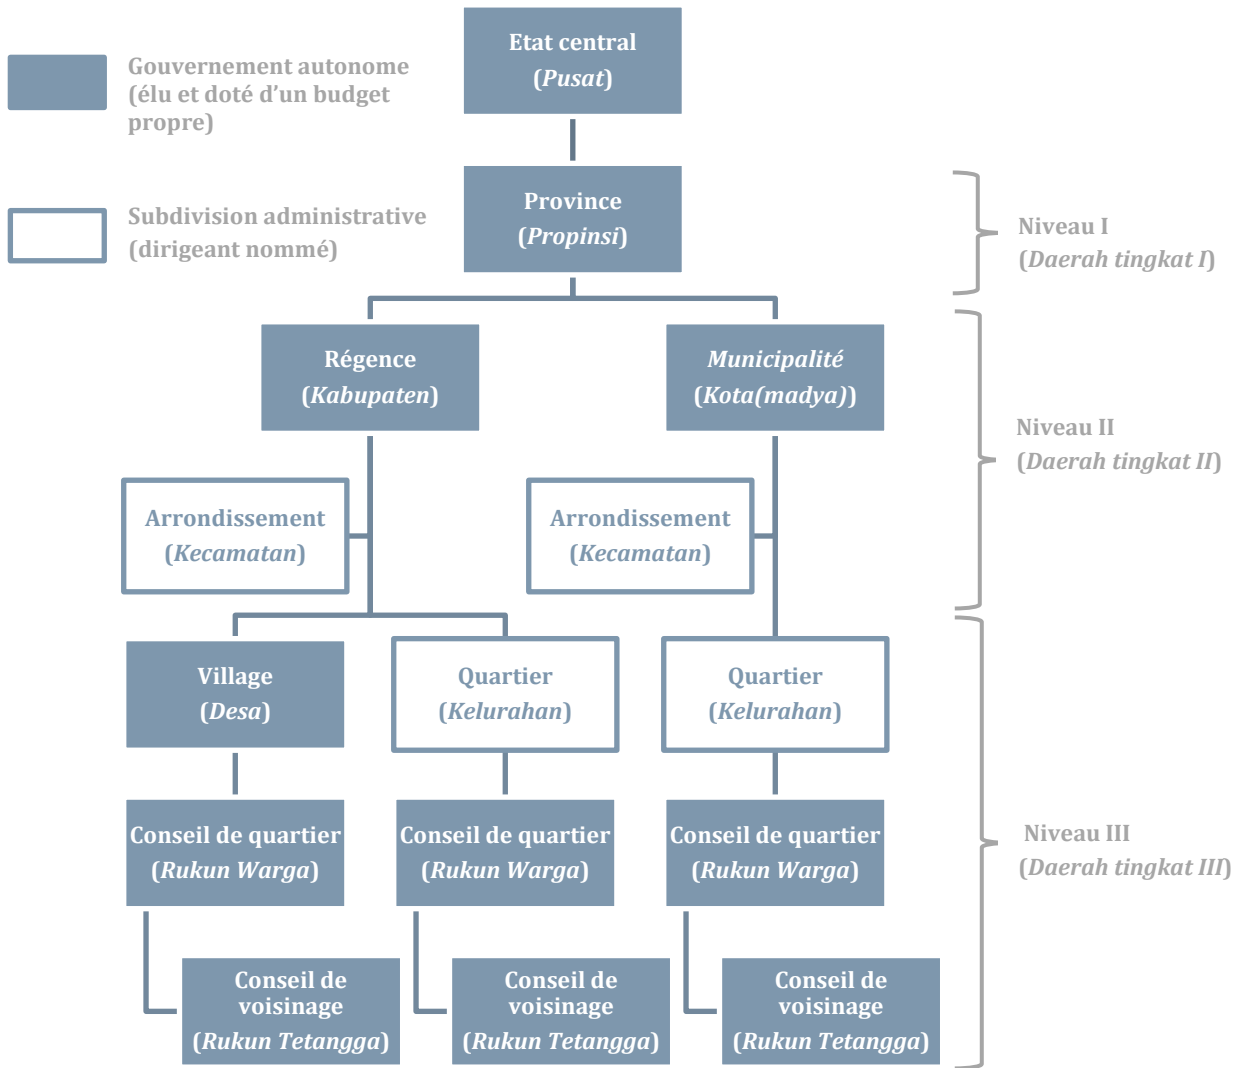 Etat central
(Pusat)
Gouvernement autonome
(élu et doté d'un budget
propre)
Province
(Propinsi)
Subdivision administrative
(dirigeant nommé)
Niveau I
(Daerah tingkat I)
Régence
(Kabupaten)
Municipalité
(Kota(madya))
Niveau II
(Daerah tingkat II)
Arrondissement
(Kecamatan)
Arrondissement
(Kecamatan)
Village
(Desa)
Quartier
(Kelurahan)
Quartier
(Kelurahan)
Conseil de quartier
(Rukun Warga)
Conseil de quartier
(Rukun Warga)
Conseil de quartier
(Rukun Warga)
Niveau III
(Daerah tingkat III)
Conseil de
voisinage
(Rukun Tetangga)
Conseil de
voisinage
(Rukun Tetangga)
Conseil de
voisinage
(Rukun Tetangga)